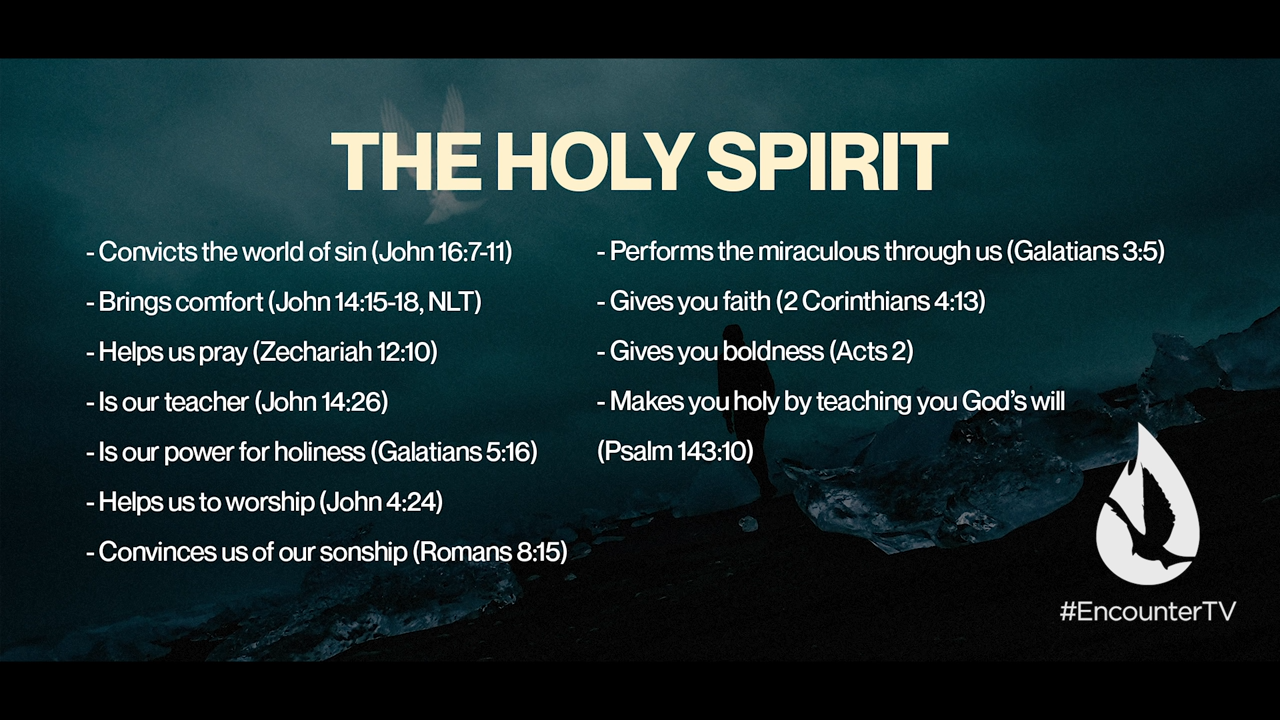 THE HOLY SPIRIT
- Convicts the world of sin (John 16:7-11)
- Brings comfort (John 14:15-18, NLT)
- Helps us pray (Zechariah 12:10)
- Is our teacher (John 14:26)
- Is our power for holiness (Galatians 5:16)
- Helps us to worship (John 4:24)
- Convinces us of our sonship (Romans 8:15)
- Performs the miraculous through us (Galatians 3:5)
- Gives you faith (2 Corinthians 4:13)
- Gives you boldness (Acts 2)
- Makes you holy by teaching you God’s will
(Psalm 143:10)
#EncounterTV